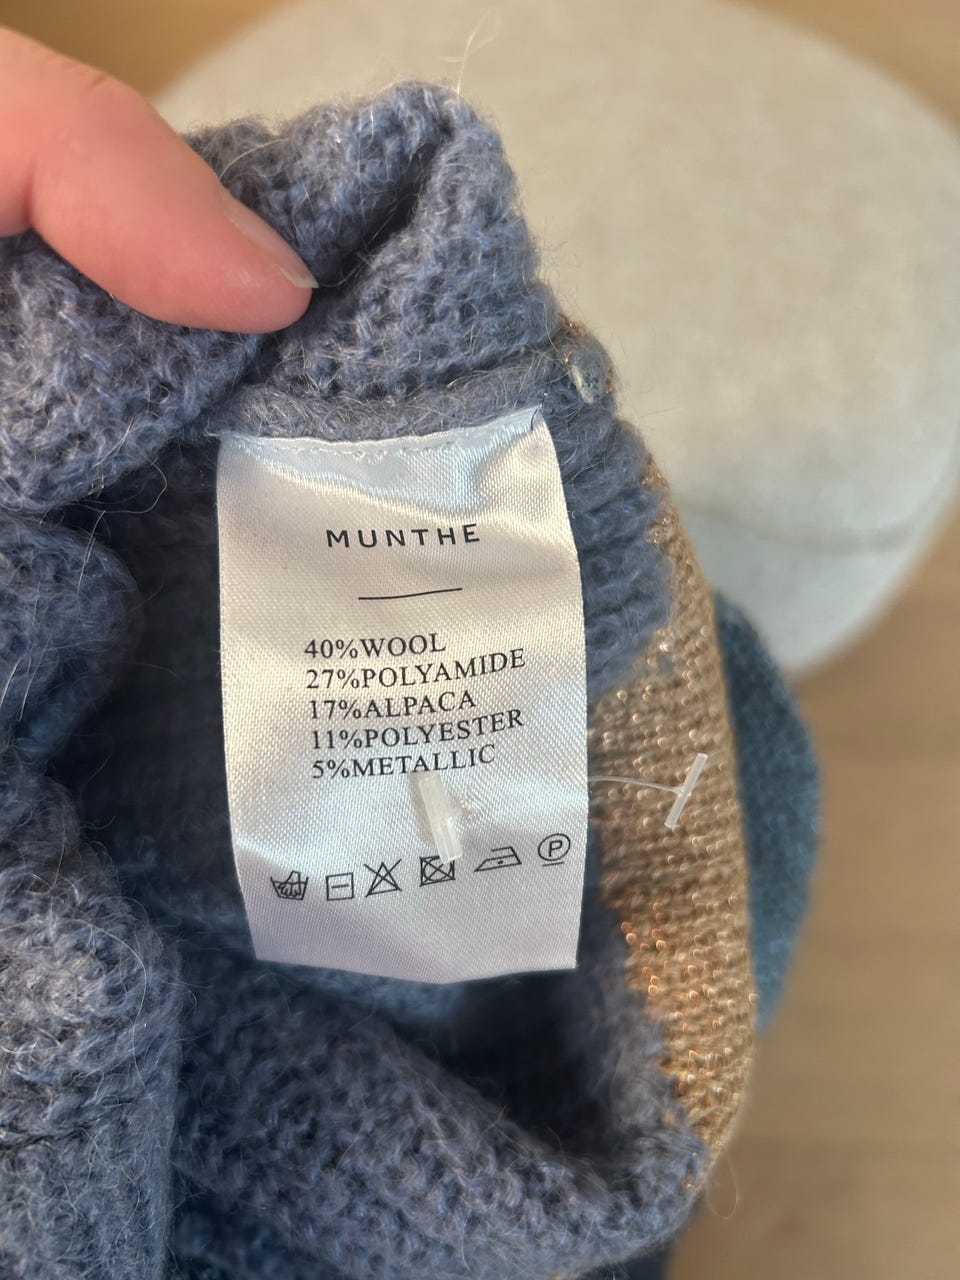 MUNTHE
40%WOOL
27%POLYAMIDE
17%ALPACA
11%POLYESTER
5%METALLIC
P